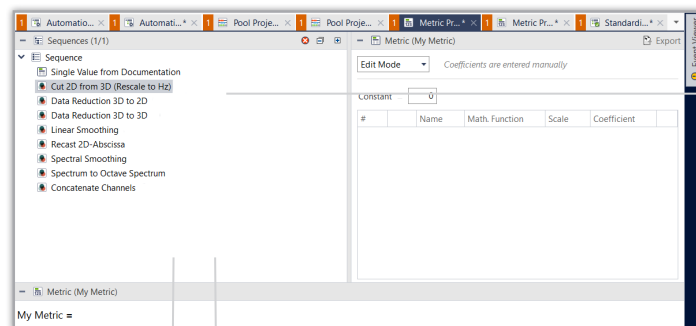 1 Automatio... × 1 Automati...* × 1 Pool Proje... × 1 Pool Proje... × 1 Metric Pr...* × 1 Metric Pr...* × 1 Standardi...* ×
Sequences (1/1)
Metric (My Metric)
Export
Event Viewer
Sequence
Edit Mode
Coefficients are entered manually
Single Value from Documentation
Cut 2D from 3D (Rescale to Hz)
Data Reduction 3D to 2D
Constant 0
Data Reduction 3D to 3D
# Name Math. Function Scale Coefficient
Linear Smoothing
Recast 2D-Abscissa
Spectral Smoothing
Spectrum to Octave Spectrum
Concatenate Channels
Metric (My Metric)
My Metric =